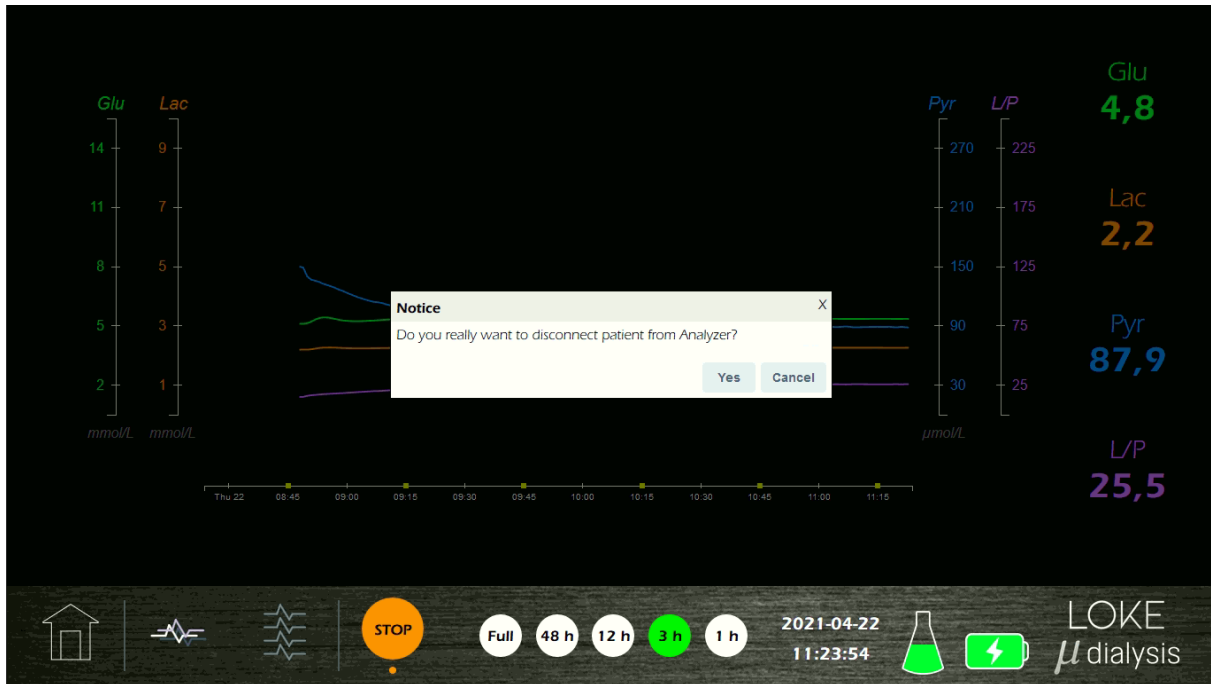 Glu
4,8
Glu Lac Pyr L/P
14 9 270 225
11 7 210 175
Lac
2,2
8 5 150 125
Notice X
Do you really want to disconnect patient from Analyzer?
Yes Cancel
5 3 90 75
Pyr
87,9
2 1 30 25
mmol/L mmol/L µmol/L
L/P
25,5
Thu 22 08:45 09:00 09:15 09:30 09:45 10:00 10:15 10:30 10:45 11:00 11:15
STOP
Full 48 h 12 h 3 h 1 h
2021-04-22
11:23:54
LOKE
µ dialysis